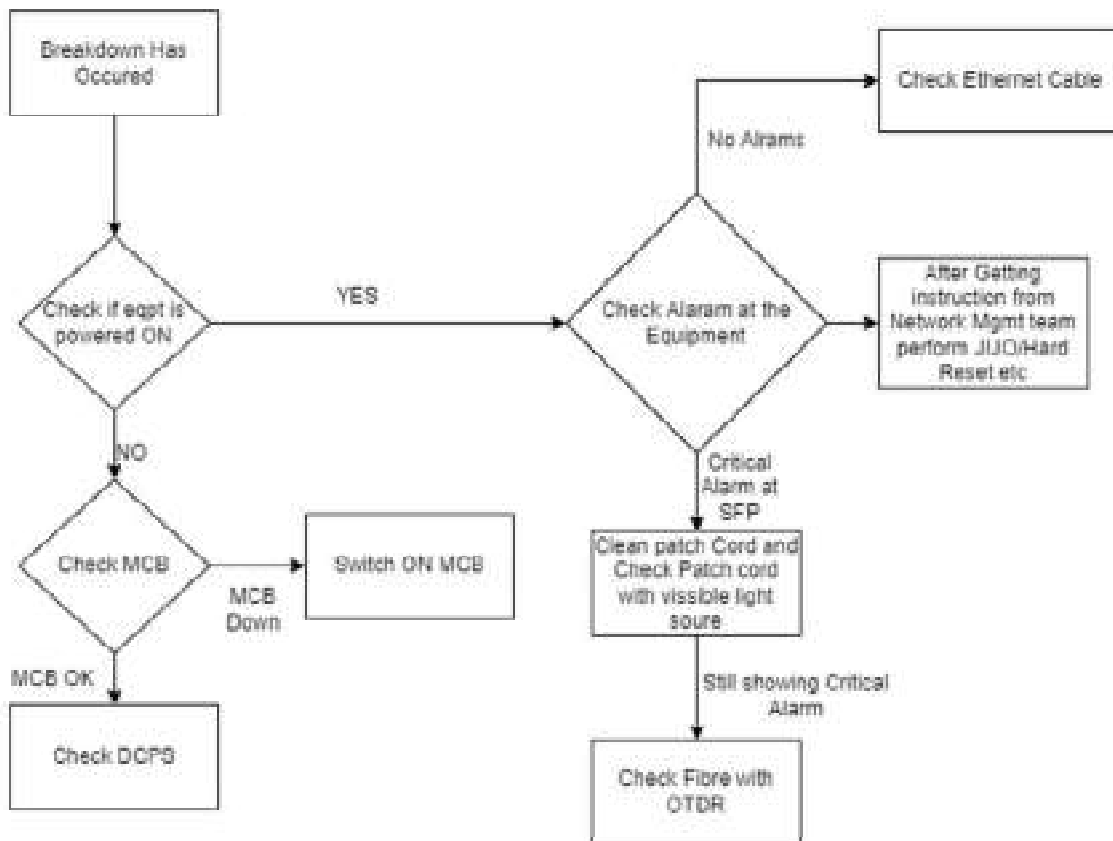 Breakdown Has
Occured
Check Ethernet Cable
No Alrams
Check if eqpt is
powered ON
YES
Check Alaram at the
Equipment
After Getting
instruction from
Network Mgmt team
perform /Hard
Reset etc
NO
Critical
Alarm at
SFP
Check MCB
Switch ON MCB
MCB
Down
Clean patch Cord and
Check Patch cord
with vissible light
soure
MCB OK
Check DCPS
Still showing Critical
Alarm
Check Fibre with
OTDR